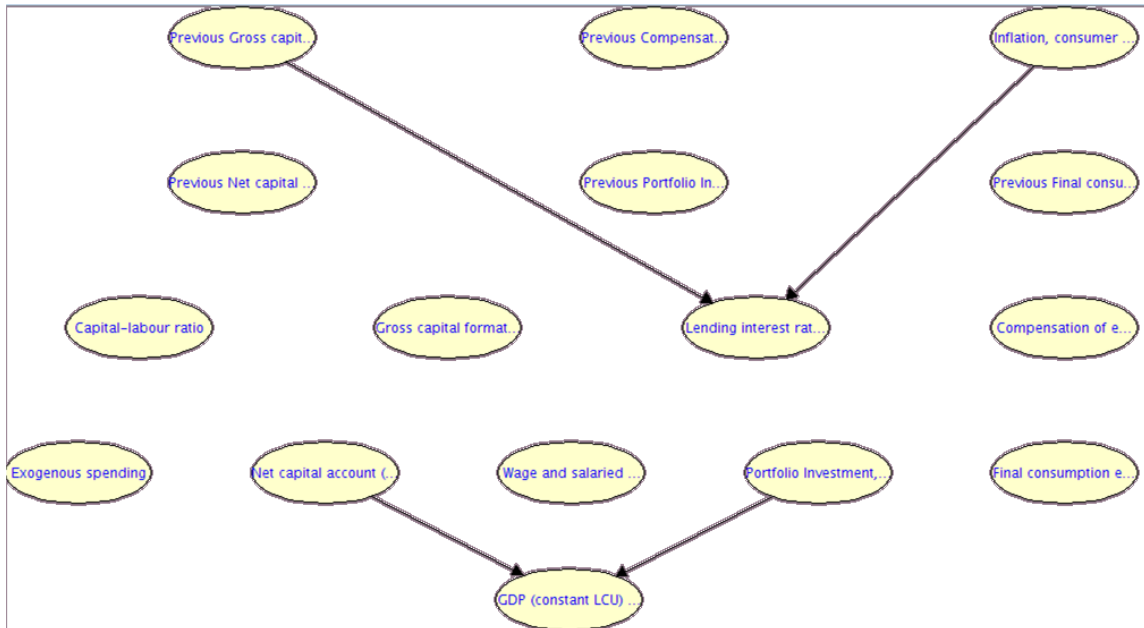 Previous Gross capit...
Previous Compensat...
Inflation, consumer ...
Previous Net capital ...
Previous Portfolio In...
Previous Final consu...
Capital-labour ratio
Gross capital format...
Lending interest rat...
Compensation of e...
Exogenous spending
Net capital account (...
Wage and salaried ...
Portfolio Investment,...
Final consumption e...
GDP (constant LCU) ...